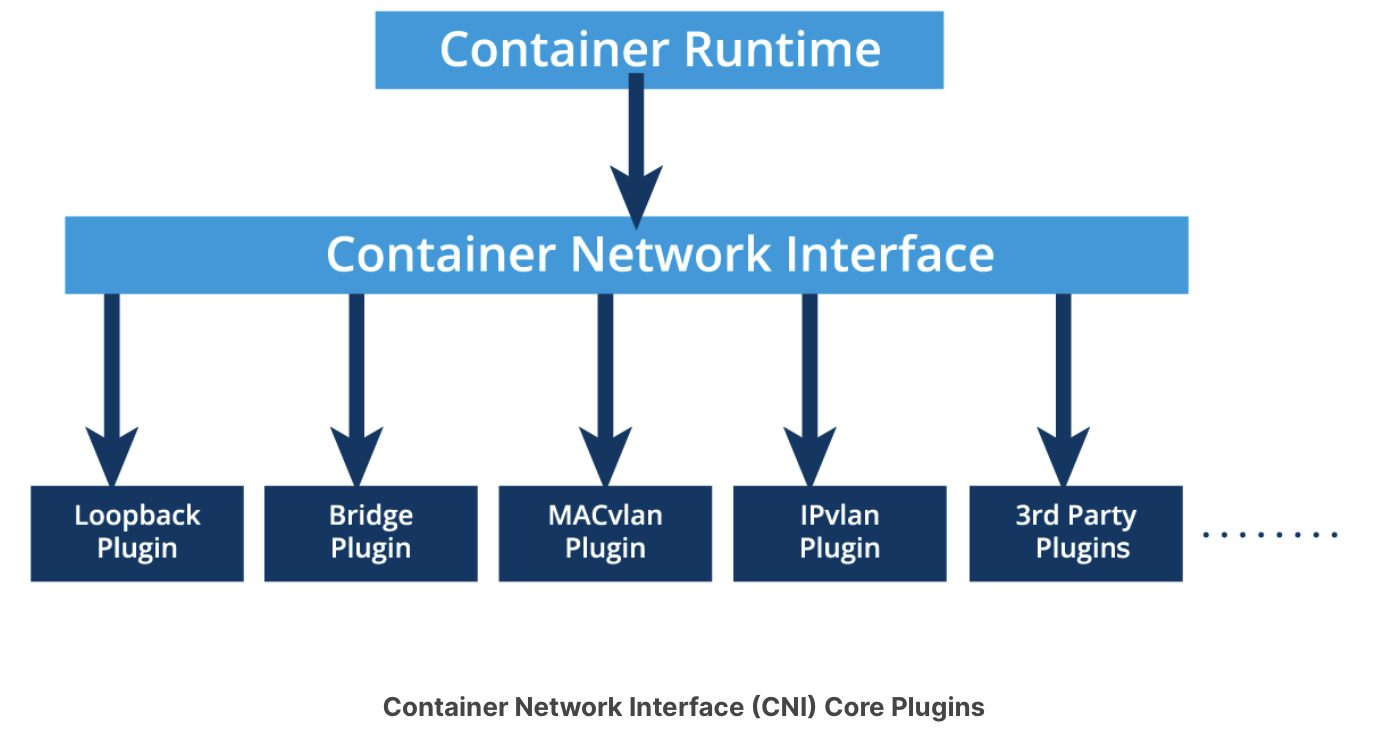 Container Runtime
Container Network Interface
Loopback
Plugin
Bridge
Plugin
MACvlan
Plugin
IPvlan
Plugin
3rd Party
Plugins
........
Container Network Interface (CNI) Core Plugins